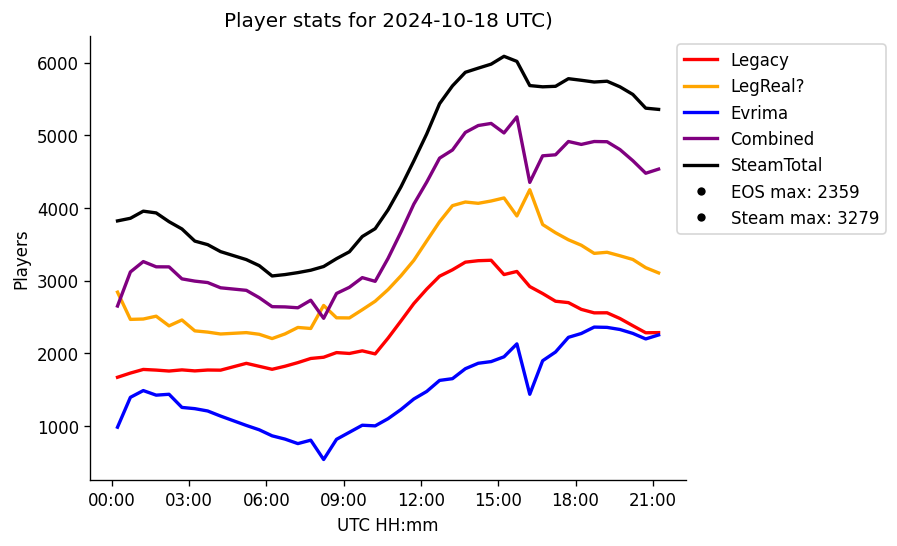 Player stats for 2024-10-18 UTC)
6000
5000
4000
3000
2000
1000
Players
00:00 03:00 06:00 09:00 12:00 15:00 18:00 21:00
UTC HH:mm
Legacy
LegReal?
Evrima
Combined
SteamTotal
EOS max: 2359
Steam max: 3279